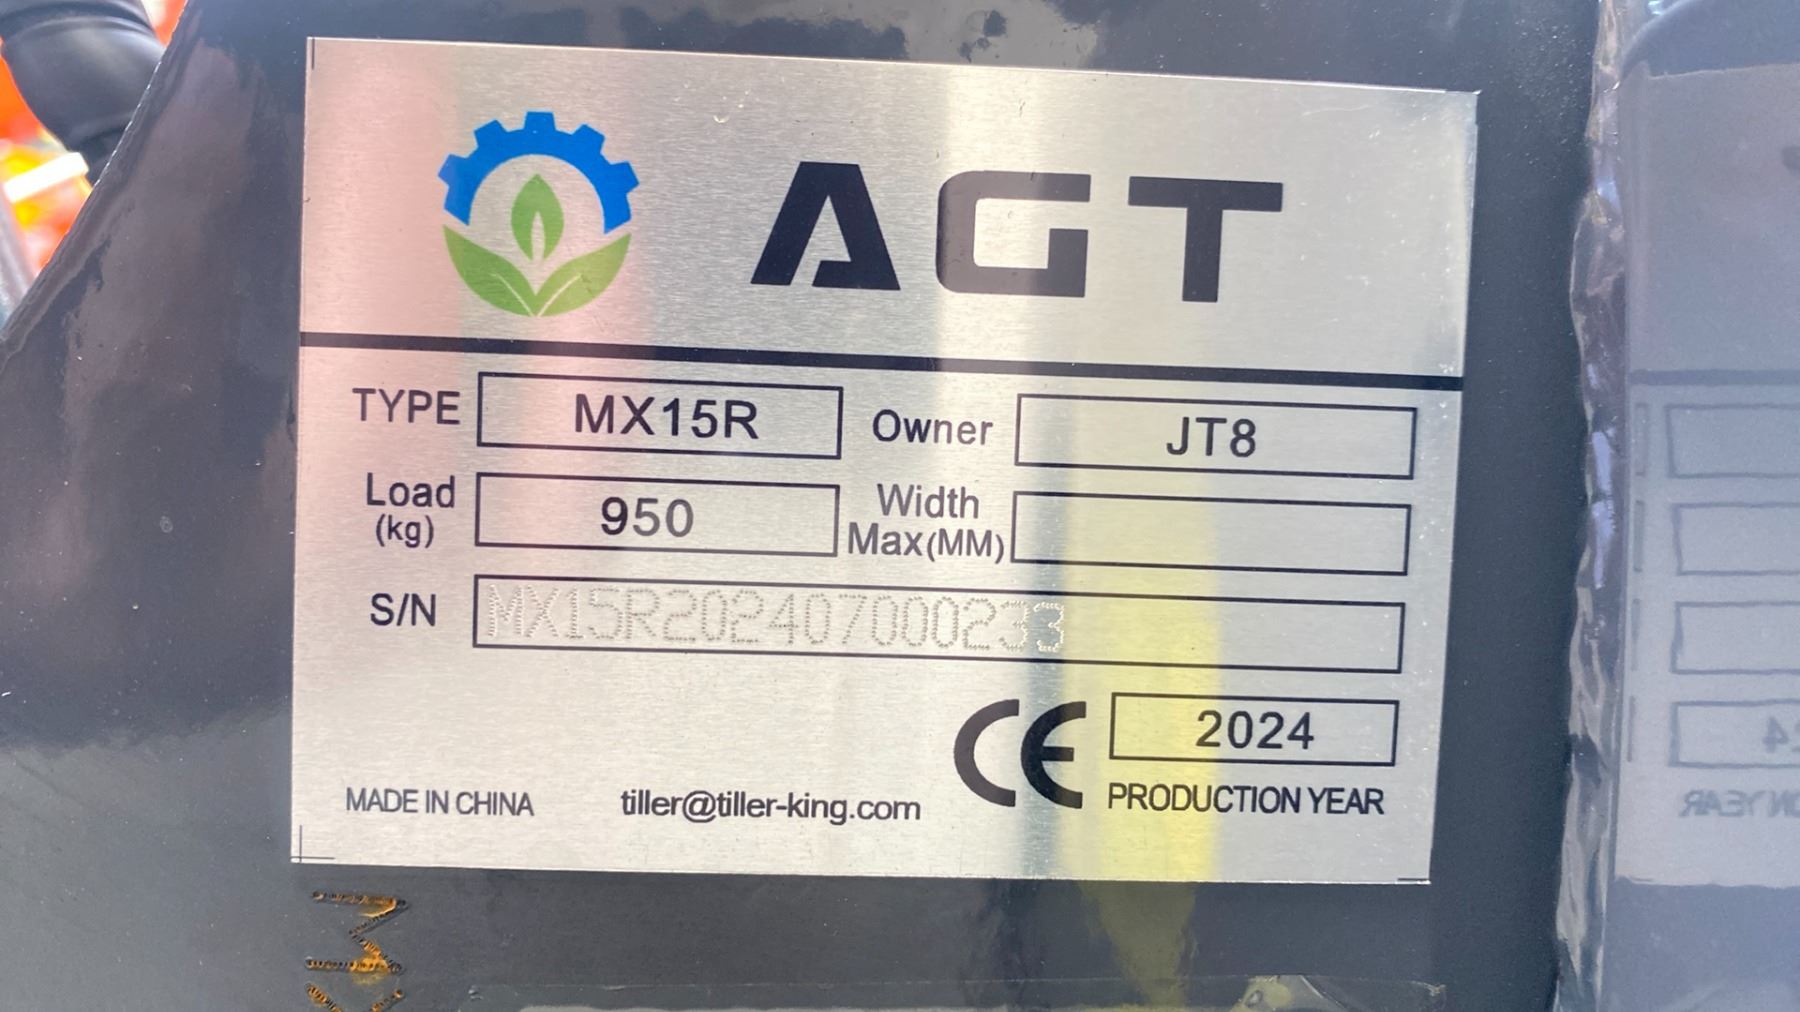 AGT
TYPE MX15R Owner JT8
Load (kg) 950 Width Max(MM)
S/N MX15R202407000233
CE 2024
MADE IN CHINA tiller@tiller-king.com PRODUCTION YEAR